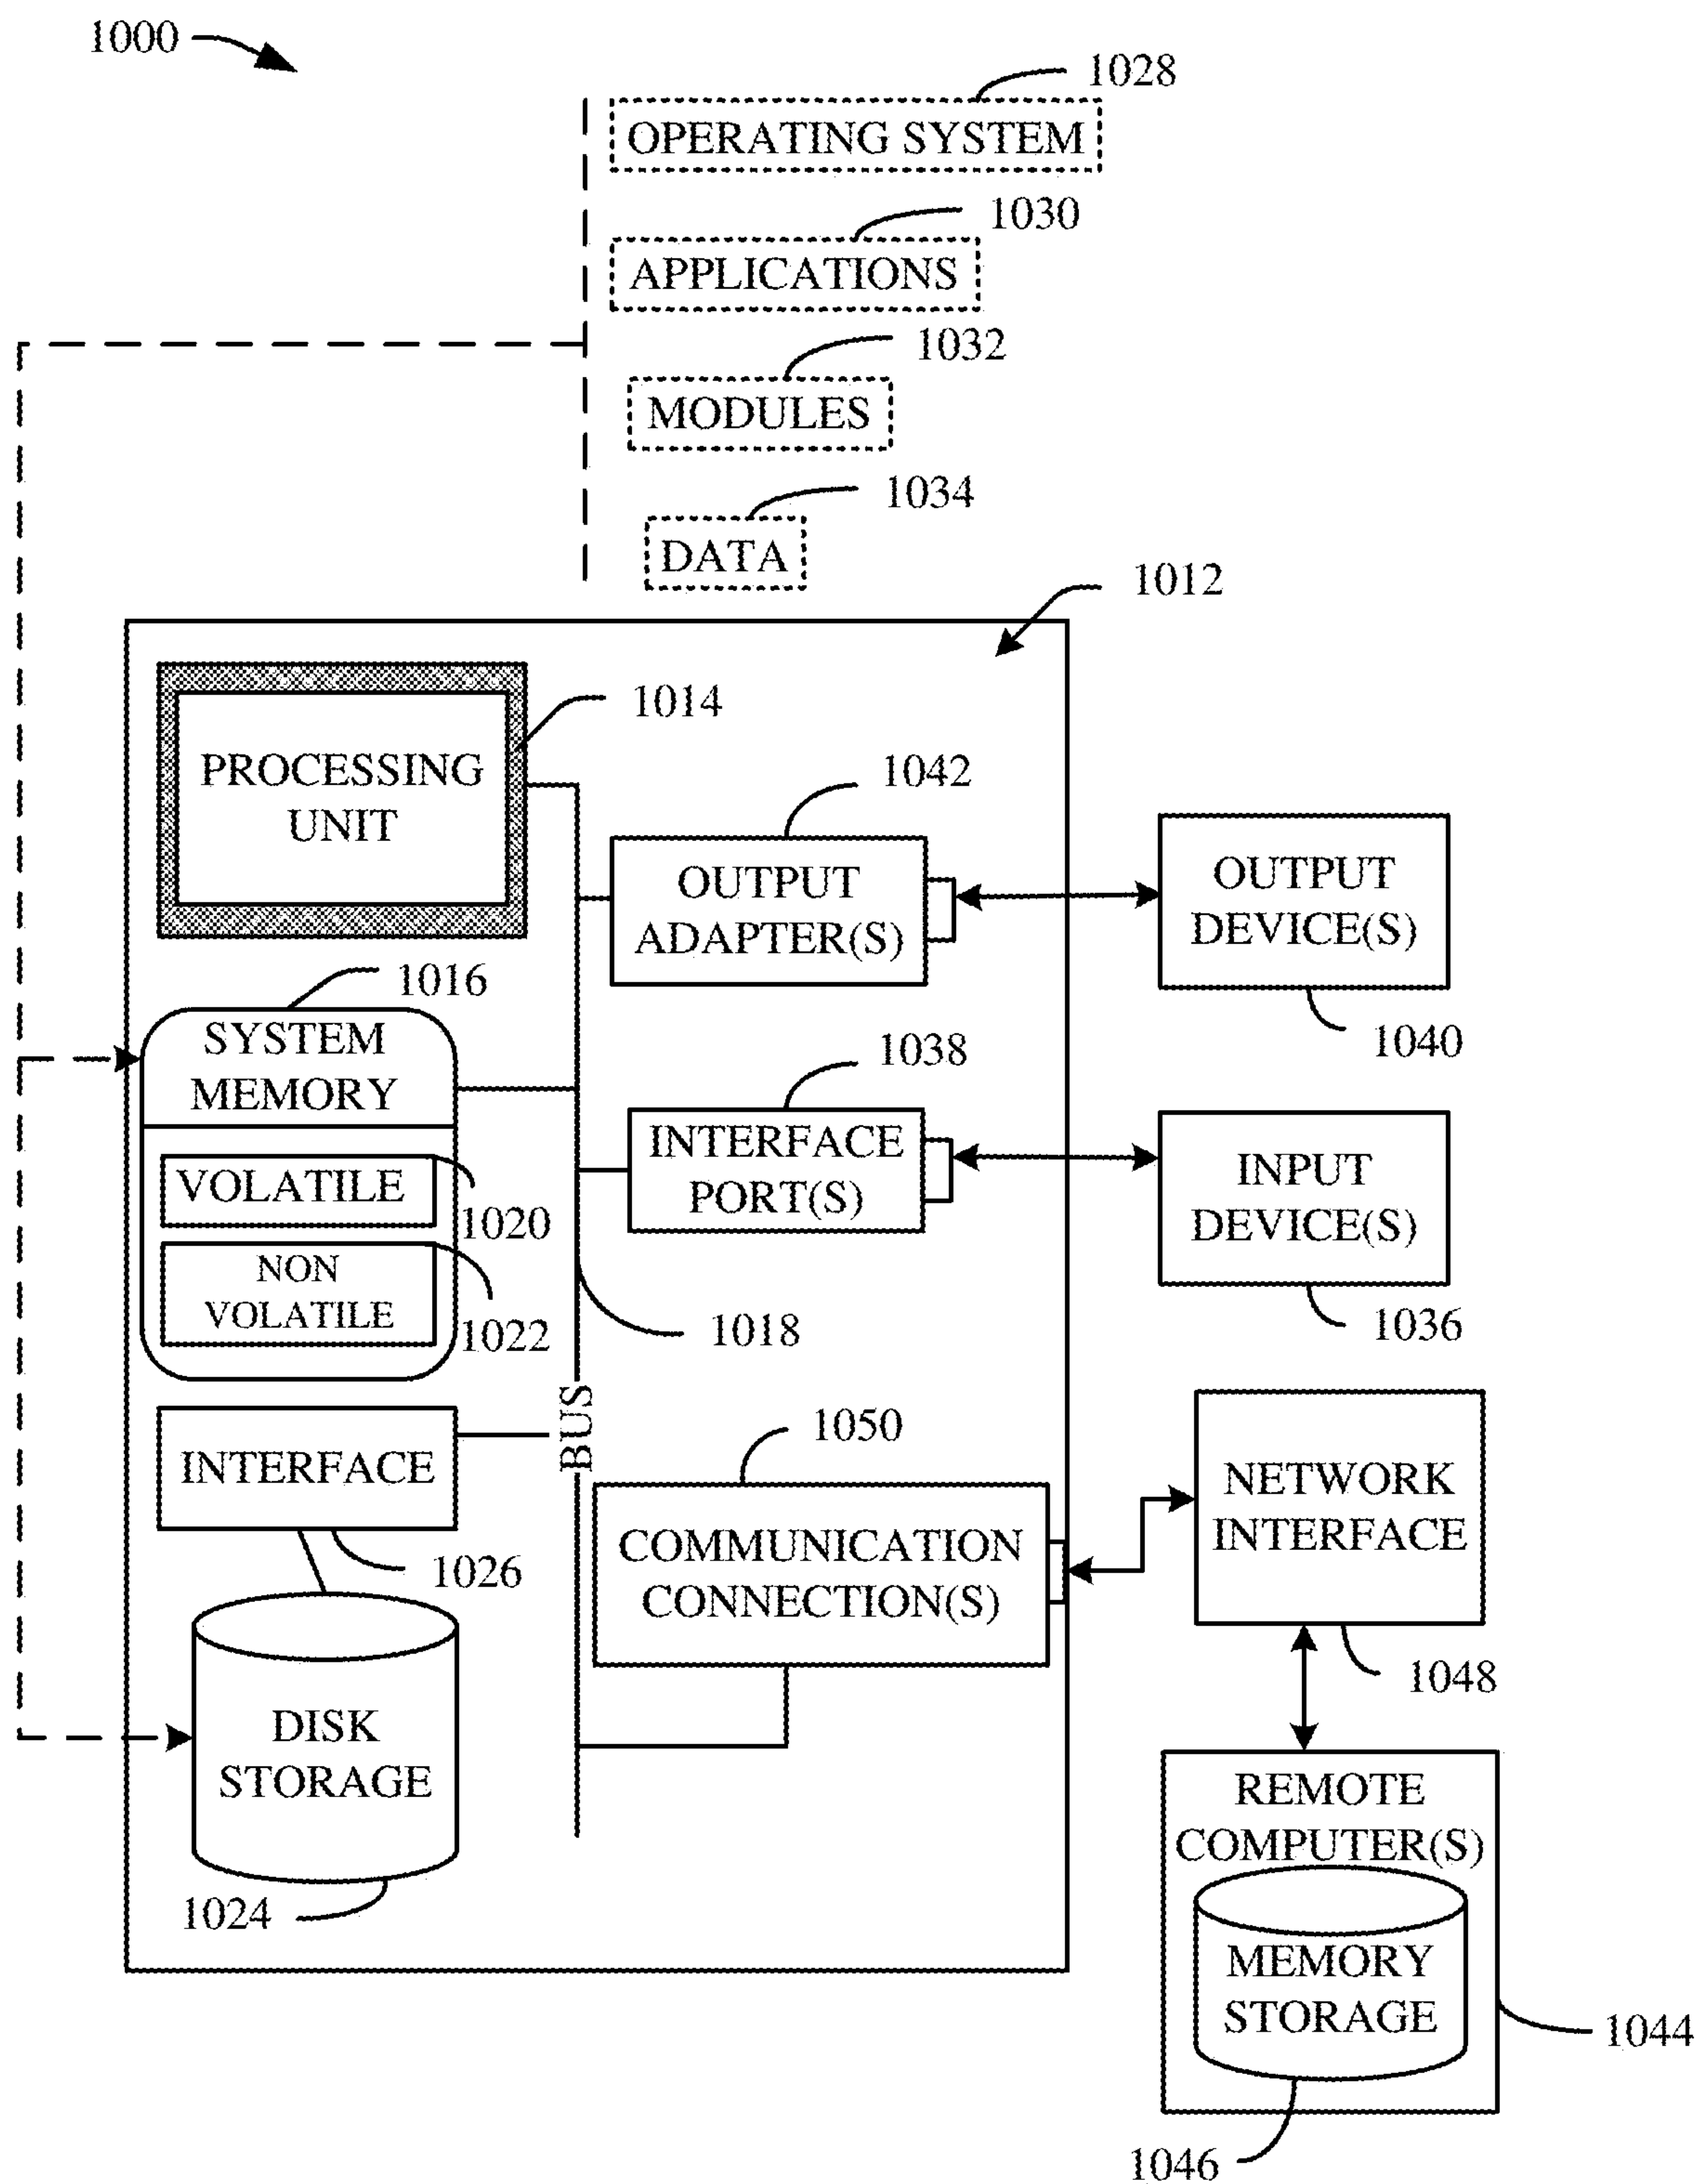 1000
1028
OPERATING SYSTEM
1030
APPLICATIONS
1032
MODULES
1034
DATA
1012
1014
PROCESSING
UNIT
1042
OUTPUT
ADAPTER(S)
OUTPUT
DEVICE(S)
1040
1016
SYSTEM
MEMORY
VOLATILE
1020
NON
VOLATILE
1022
1038
INTERFACE
PORT(S)
INPUT
DEVICE(S)
1036
1018
BUS
INTERFACE
1026
1050
COMMUNICATION
CONNECTION(S)
NETWORK
INTERFACE
1048
DISK
STORAGE
1024
REMOTE
COMPUTER(S)
MEMORY
STORAGE
1044
1046